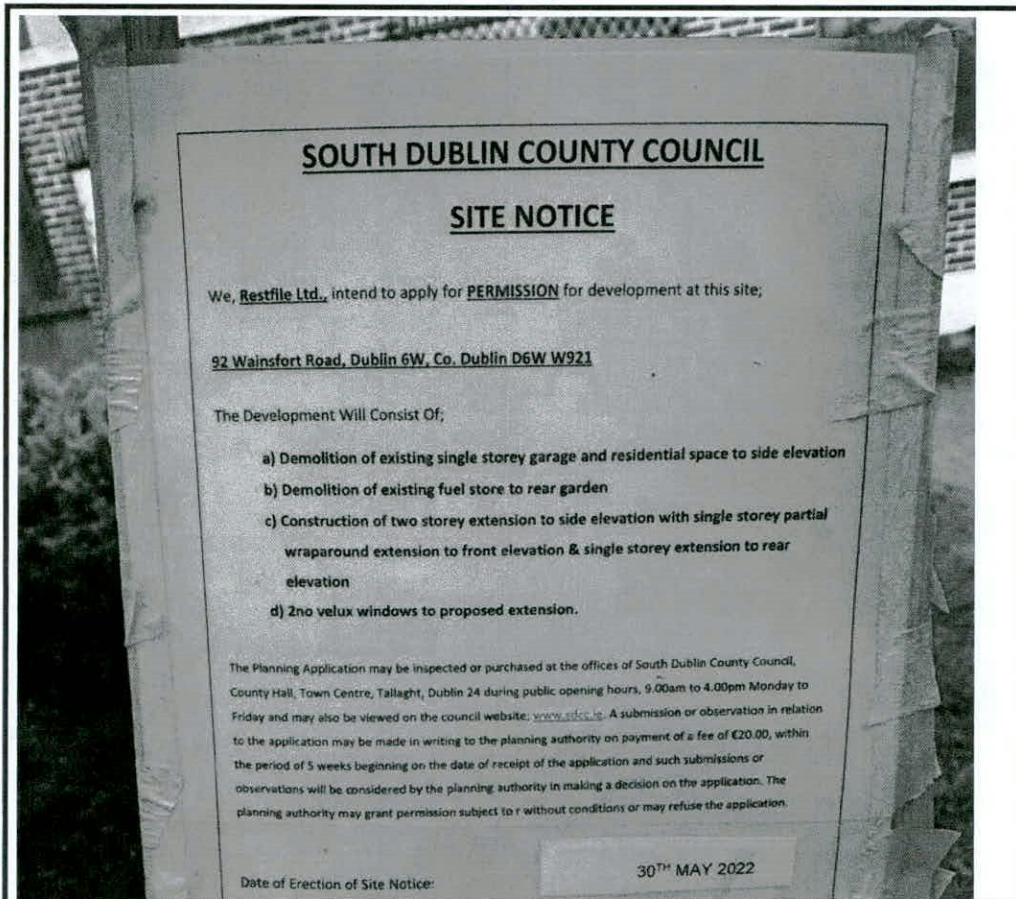 SOUTH DUBLIN COUNTY COUNCIL
SITE NOTICE
We, Restfile Ltd., intend to apply for PERMISSION for development at this site;
92 Wainsfort Road, Dublin 6W, Co. Dublin D6W W921
The Development Will Consist Of;
a) Demolition of existing single storey garage and residential space to side elevation
b) Demolition of existing fuel store to rear garden
c) Construction of two storey extension to side elevation with single storey partial
wraparound extension to front elevation & single storey extension to rear
elevation
d) 2no velux windows to proposed extension.
The Planning Application may be inspected or purchased at the offices of South Dublin County Council,
County Hall, Town Centre, Tallaght, Dublin 24 during public opening hours, 9.00am to 4.00pm Monday to
Friday and may also be viewed on the council website; www.sdcc.ie. A submission or observation in relation
to the application may be made in writing to the planning authority on payment of a fee of €20.00, within
the period of 5 weeks beginning on the date of receipt of the application and such submissions or
observations will be considered by the planning authority in making a decision on the application. The
planning authority may grant permission subject to r without conditions or may refuse the application.
Date of Erection of Site Notice: 30TH MAY 2022